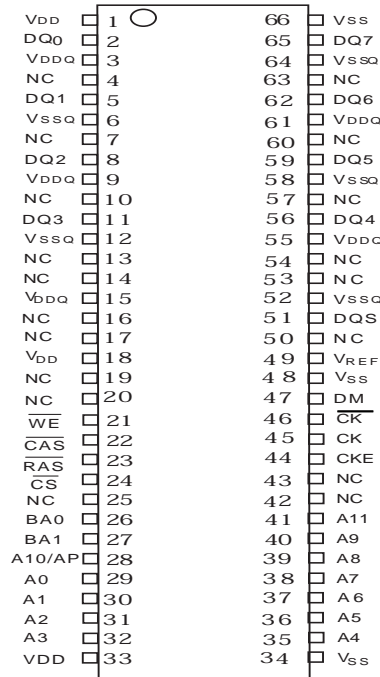 VDD 1 66 VSS
DQ0 2 65 DQ7
VDDQ 3 64 VSSQ
NC 4 63 NC
DQ1 5 62 DQ6
VSSQ 6 61 VDDQ
NC 7 60 NC
DQ2 8 59 DQ5
VDDQ 9 58 VSSQ
NC 10 57 NC
DQ3 11 56 DQ4
VSSQ 12 55 VDDQ
NC 13 54 NC
NC 14 53 NC
VDDQ 15 52 VSSQ
NC 16 51 DQS
NC 17 50 NC
VDD 18 49 VREF
NC 19 48 VSS
NC 20 47 DM
WE 21 46 CK
CAS 22 45 CK
RAS 23 44 CKE
CS 24 43 NC
NC 25 42 NC
BA0 26 41 A11
BA1 27 40 A9
A10/AP 28 39 A8
A0 29 38 A7
A1 30 37 A6
A2 31 36 A5
A3 32 35 A4
VDD 33 34 VSS